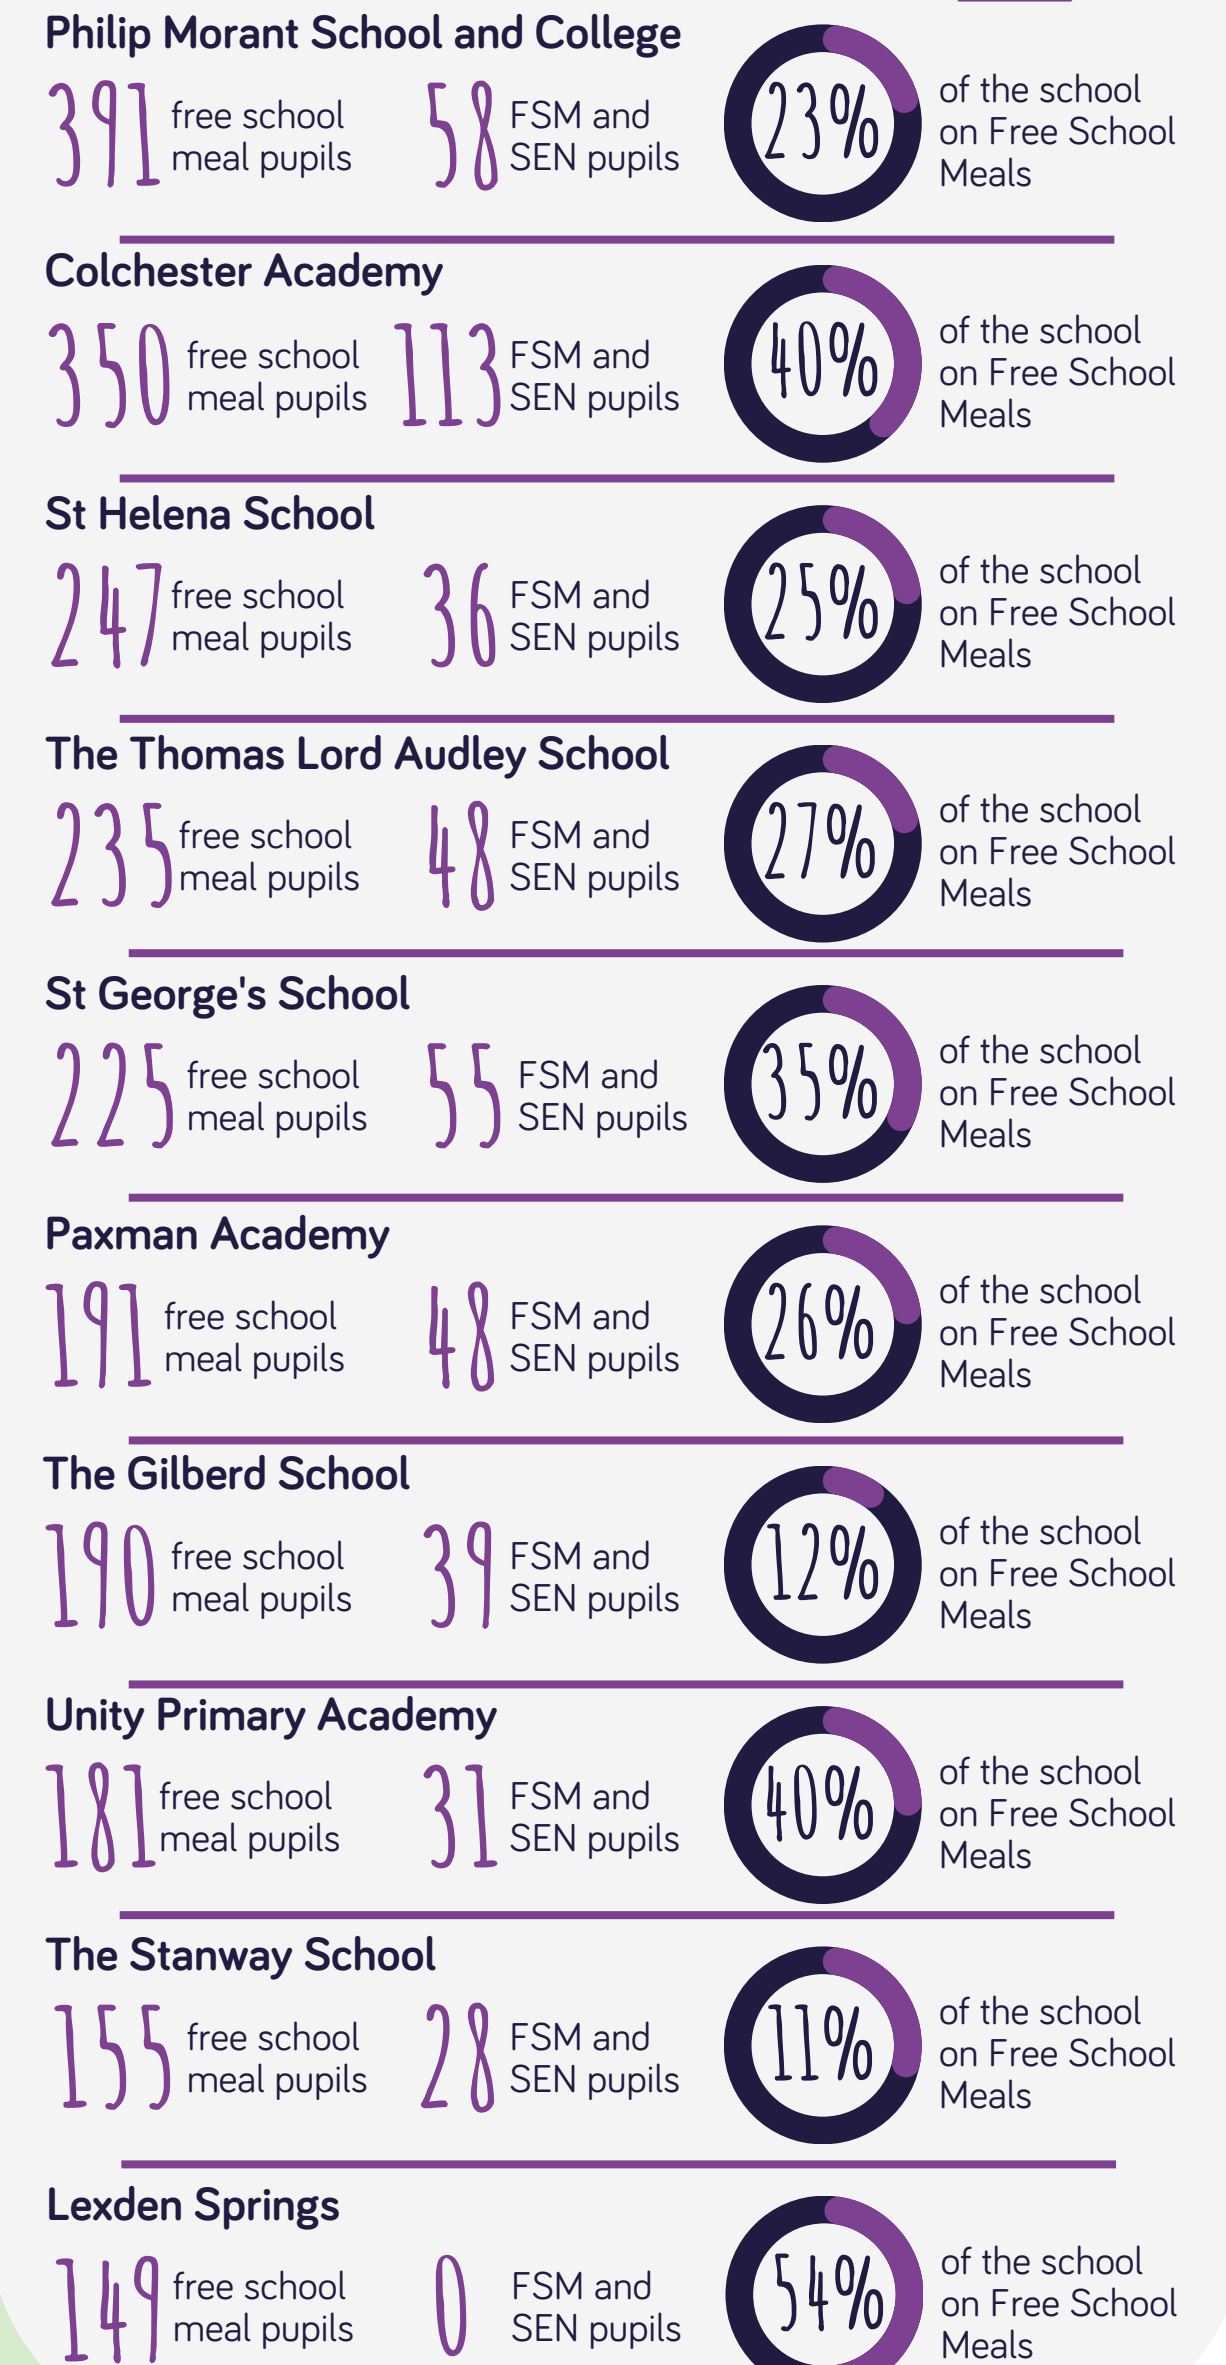 Philip Morant School and College
391 free school meal pupils
58 FSM and SEN pupils
23%
of the school
on Free School
Meals
Colchester Academy
350 free school meal pupils
113 FSM and SEN pupils
40%
of the school
on Free School
Meals
St Helena School
247 free school meal pupils
36 FSM and SEN pupils
25%
of the school
on Free School
Meals
The Thomas Lord Audley School
235 free school meal pupils
48 FSM and SEN pupils
27%
of the school
on Free School
Meals
St George's School
225 free school meal pupils
55 FSM and SEN pupils
35%
of the school
on Free School
Meals
Paxman Academy
191 free school meal pupils
48 FSM and SEN pupils
26%
of the school
on Free School
Meals
The Gilberd School
190 free school meal pupils
39 FSM and SEN pupils
12%
of the school
on Free School
Meals
Unity Primary Academy
181 free school meal pupils
31 FSM and SEN pupils
40%
of the school
on Free School
Meals
The Stanway School
155 free school meal pupils
28 FSM and SEN pupils
11%
of the school
on Free School
Meals
Lexden Springs
149 free school meal pupils
0 FSM and SEN pupils
54%
of the school
on Free School
Meals